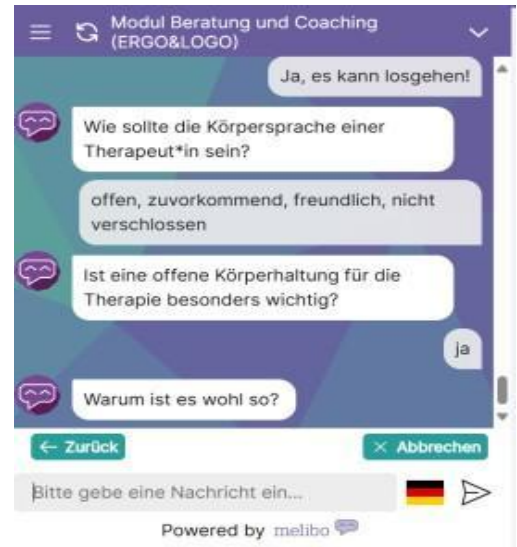 Modul Beratung und Coaching
(ERGO&LOGO)
Ja, es kann losgehen!
Wie sollte die Körpersprache einer
Therapeut*in sein?
offen, zuvorkommend, freundlich, nicht
verschlossen
Ist eine offene Körperhaltung für die
Therapie besonders wichtig?
ja
Warum ist es wohl so?
← Zurück
× Abbrechen
Bitte gebe eine Nachricht ein...
Powered by melibo